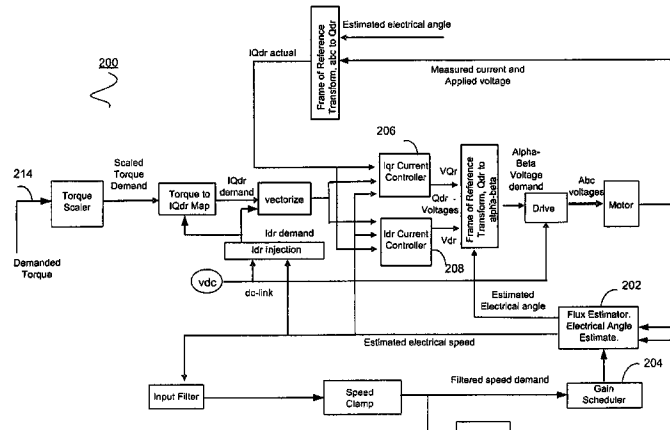 200
Estimated electrical angle
IQdr actual
Frame of Reference
Transform, abc to Qdr
Measured current and
Applied voltage
214
Scaled
Torque
Demand
IQdr
demand
206
Iqr Current
Controller
VQr
Qdr -
Voltages
Vdr
Frame of Reference
Transform, Qdr to
alpha-beta
Alpha-
Beta
Voltage
demand
Abc
voltages
Torque
Scaler
Torque to
IQdr Map
vectorize
Drive
Motor
Demanded
Torque
Idr demand
Idr injection
Idr Current
Controller
208
vdc
dc-link
Estimated
Electrical angle
202
Flux Estimator.
Electrical Angle
Estimate.
Estimated electrical speed
204
Input Filter
Speed
Clamp
Filtered speed demand
Gain
Scheduler